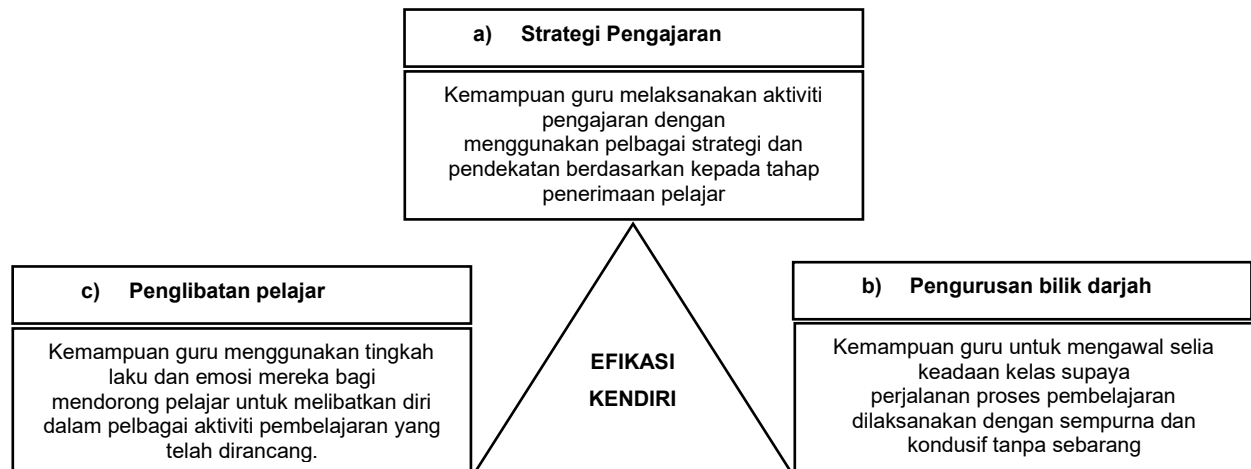 a) Strategi Pengajaran
Kemampuan guru melaksanakan aktiviti
pengajaran dengan
menggunakan pelbagai strategi dan
pendekatan berdasarkan kepada tahap
penerimaan pelajar
c) Penglibatan pelajar
Kemampuan guru menggunakan tingkah
laku dan emosi mereka bagi
mendorong pelajar untuk melibatkan diri
dalam pelbagai aktiviti pembelajaran yang
telah dirancang.
EFIKASI
KENDIRI
b) Pengurusan bilik darjah
Kemampuan guru untuk mengawal selia
keadaan kelas supaya
perjalanan proses pembelajaran
dilaksanakan dengan sempurna dan
kondusif tanpa sebarang